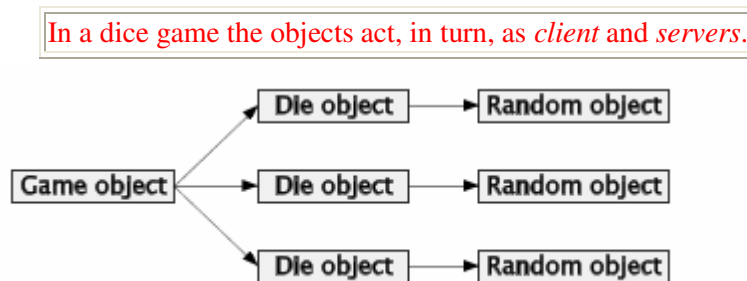 In a dice game the objects act, in turn, as client and servers.
Die object Random object
Game object Die object Random object
Die object Random object